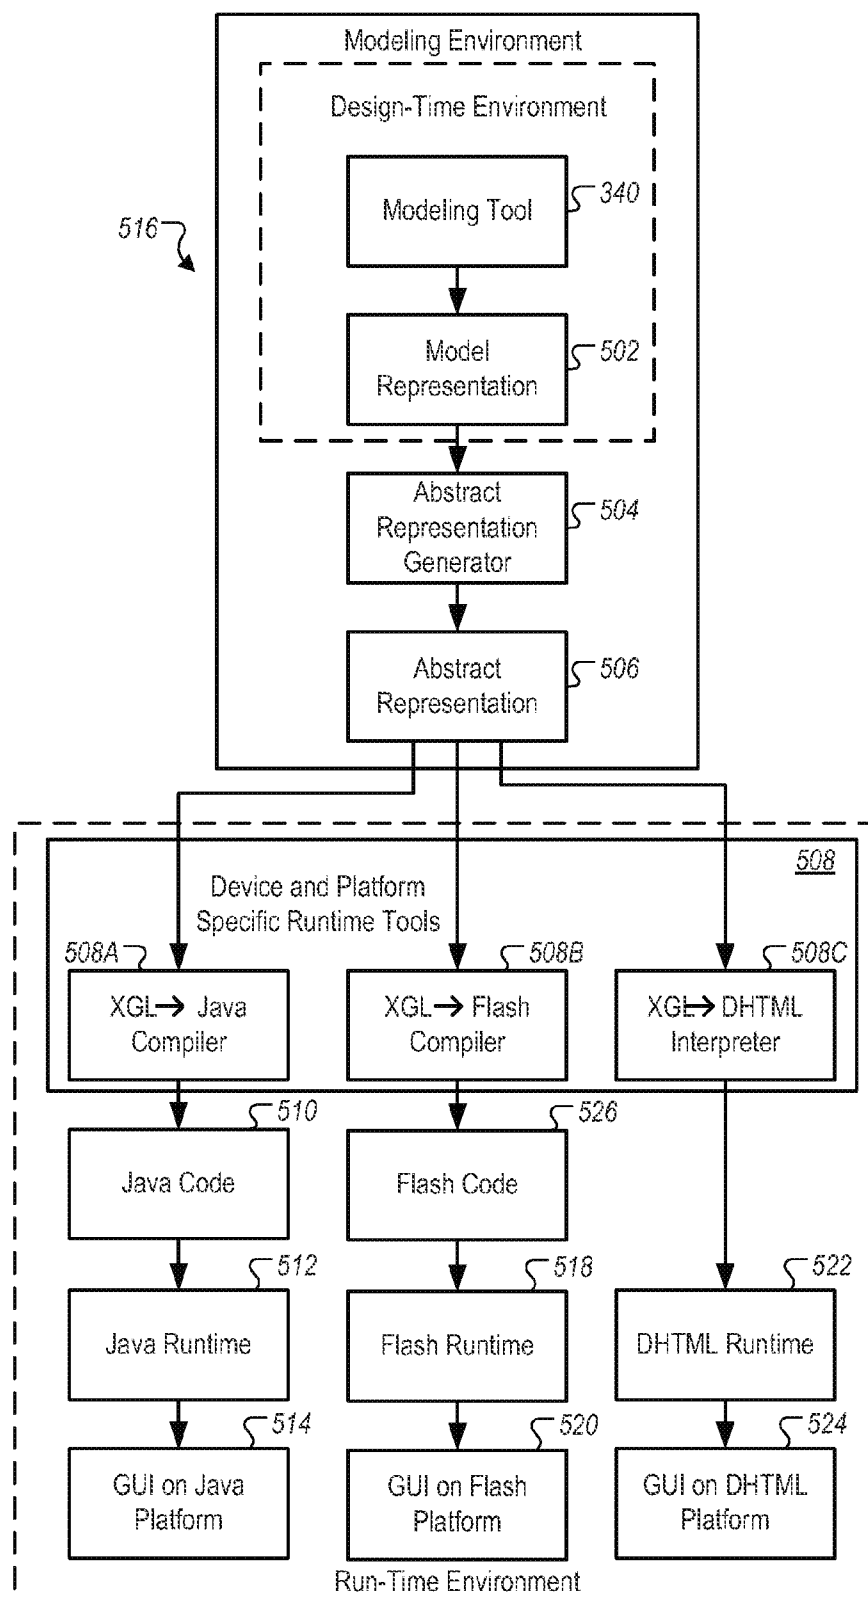 Modeling Environment
Design-Time Environment
Modeling Tool
340
516
Model
Representation
502
Abstract
Representation
Generator
504
Abstract
Representation
506
508
Device and Platform
Specific Runtime Tools
508A
508B
508C
XGL→ Java
Compiler
XGL→ Flash
Compiler
XGL→ DHTML
Interpreter
510
526
Java Code
Flash Code
512
518
522
Java Runtime
Flash Runtime
DHTML Runtime
514
520
524
GUI on Java
Platform
GUI on Flash
Platform
GUI on DHTML
Platform
Run-Time Environment